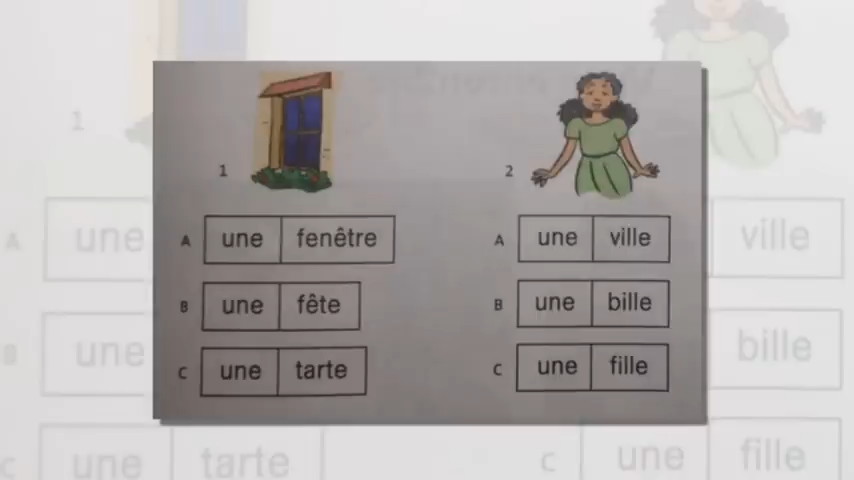 1
A une fenêtre
B une fête
C une tarte
2
A une ville
B une bille
C une fille